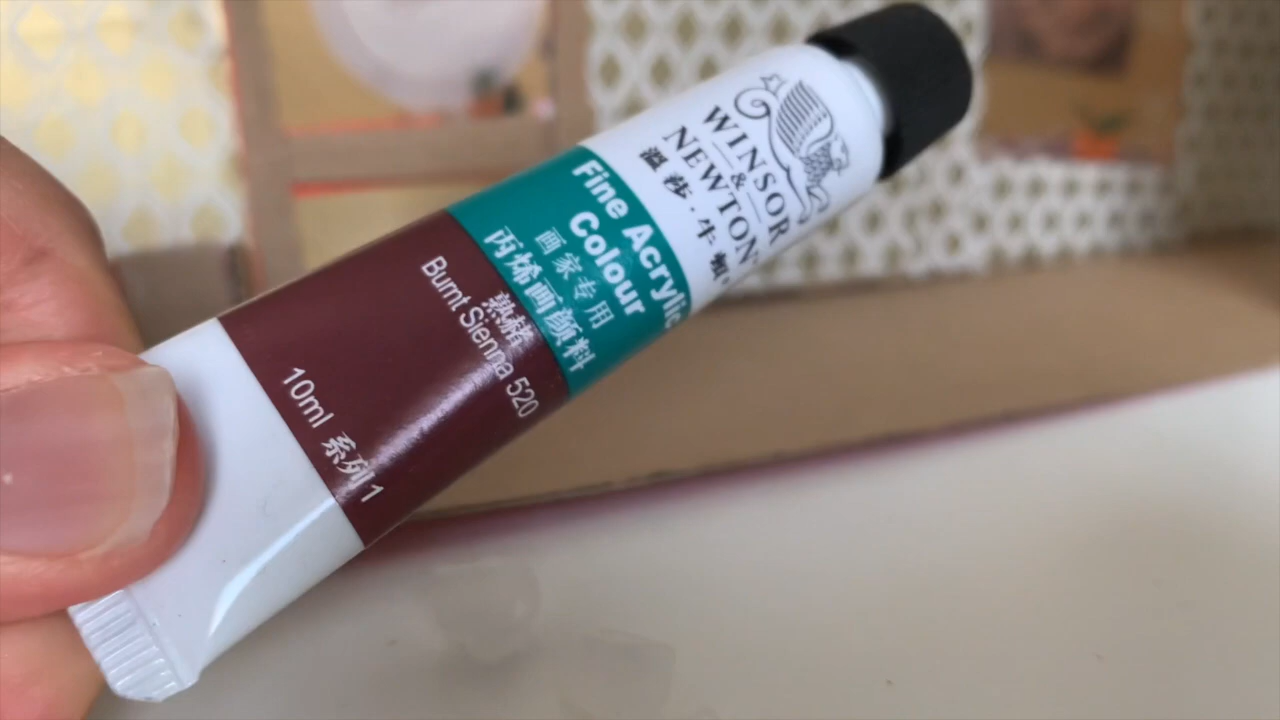 WINSOR
&
NEWTON
温莎·牛顿
Fine Acrylic
Colour
画家专用
丙烯画颜料
熟赭
Burnt Sienna 520
10ml 系列1